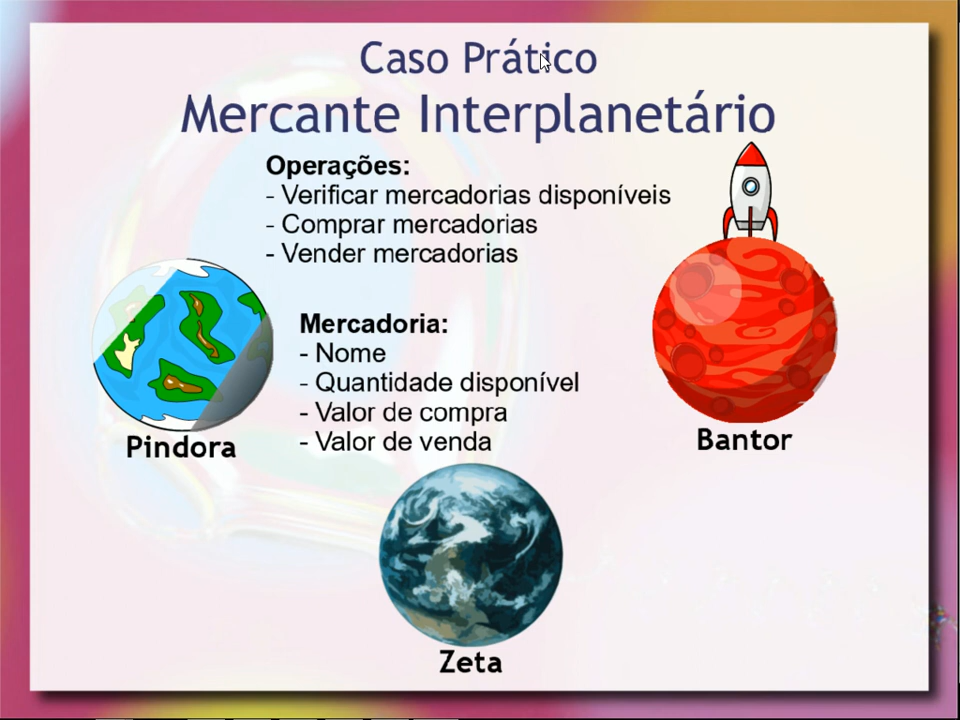 Caso Prático
Mercante Interplanetário
Operações:
- Verificar mercadorias disponíveis
- Comprar mercadorias
- Vender mercadorias
Mercadoria:
- Nome
- Quantidade disponível
- Valor de compra
- Valor de venda
Pindora
Bantor
Zeta